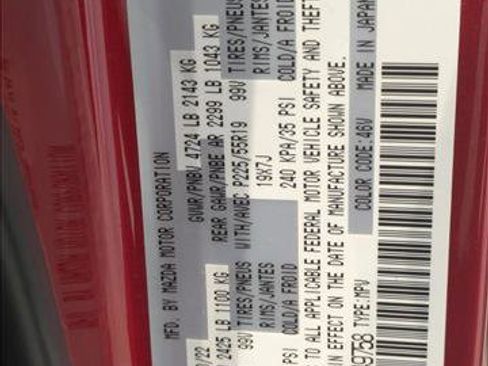 MFD. BY MAZDA MOTOR CORPORATION
/22 GVWR/PNBV 4724 LB 2143 KG
2425 LB 1100 KG REAR GAWR/PNBE AR 2299 LB 1043 KG
99V TIRES/PNEUS WITH/AVEC P225/55R19 99V TIRES/PNEUS
RIMS/JANTES 19X7J RIMS/JANTES
PSI COLD/A FROID 240 KPA/35 PSI COLD/A FROID
TO ALL APPLICABLE FEDERAL MOTOR VEHICLE SAFETY AND THEFT
IN EFFECT ON THE DATE OF MANUFACTURE SHOWN ABOVE.
9758 TYPE:MPV COLOR CODE:46V MADE IN JAPAN